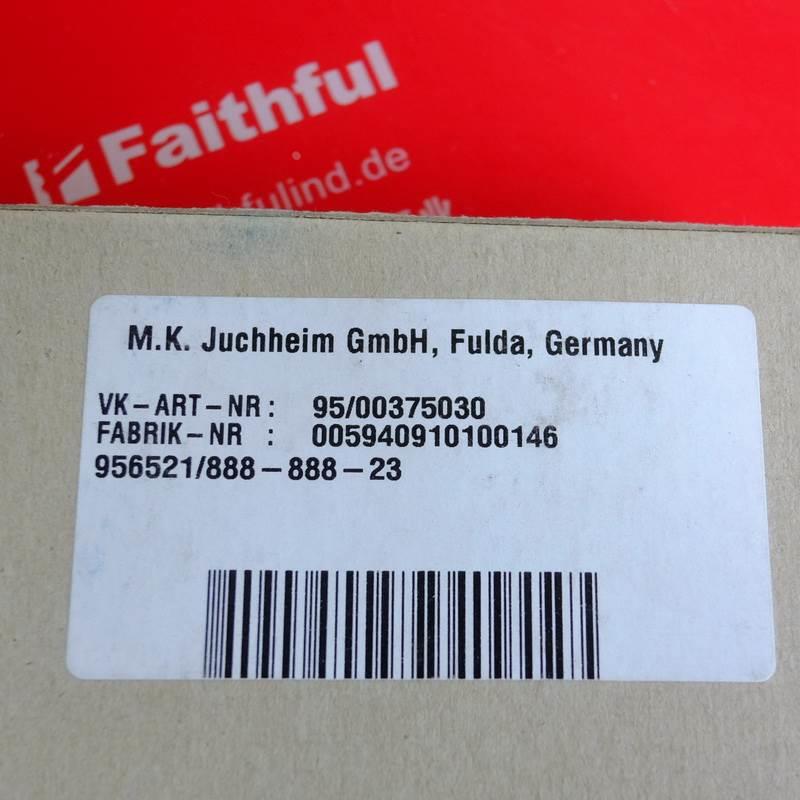 Faithful
fulind.de
M.K. Juchheim GmbH, Fulda, Germany
VK-ART-NR: 95/00375030
FABRIK-NR : 005940910100146
956521/888-888-23